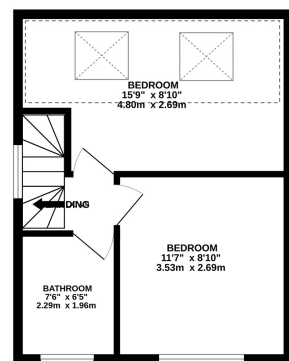 BEDROOM
15'9" x 8'10"
4.80m x 2.69m
BEDROOM
11'7" x 8'10"
3.53m x 2.69m
BATHROOM
7'6" x 6'5"
2.29m x 1.96m